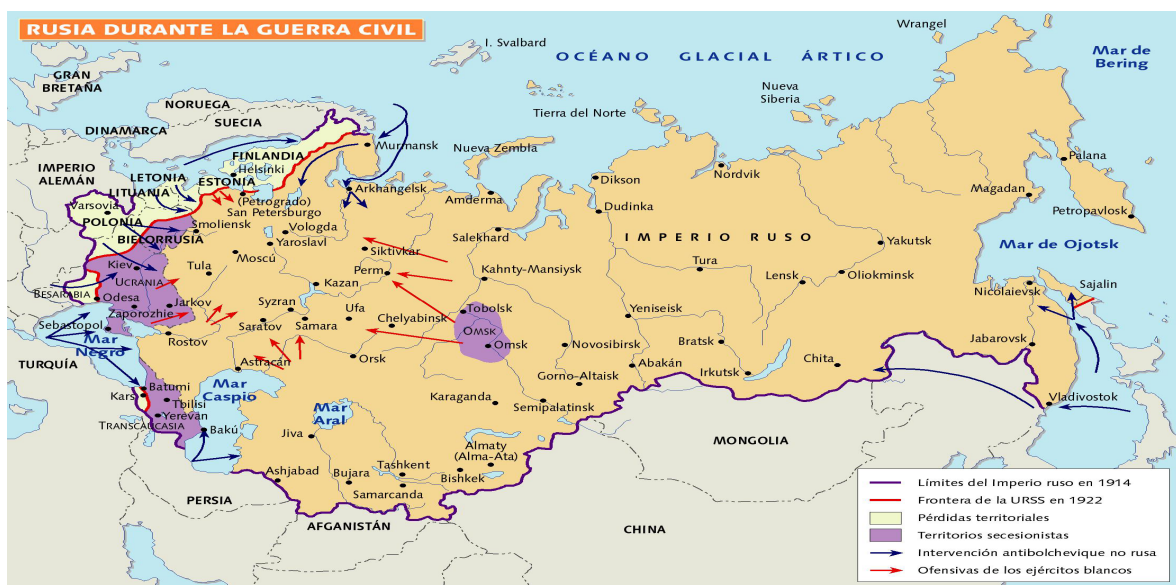 RUSIA DURANTE LA GUERRA CIVIL
Wrangel
I. Svalbard
OCÉANO GLACIAL ÁRTICO
Mar de
Bering
GRAN
BRETAÑA
NORUEGA
SUECIA
DINAMARCA
Tierra del Norte
Nueva
Siberia
Murmansk
Nueva Zembla
FINLANDIA
Helsinki
IMPERIO
ALEMÁN
LETONIA
LITUANIA
ESTONIA
(Petrogrado)
San Petersburgo
Arkhangelsk
Amderma
Dikson
Nordvik
Palana
Magadan
Petropavlosk
Varsovia
POLONIA
BIELORRUSIA
Smoliensk
Vologda
Yaroslavl
Dudinka
Salekhard
Siktivkar
IMPERIO RUSO
Yakutsk
Mar de Ojotsk
Moscú
Kiev
UCRANIA
Tula
Perm
Kahnty-Mansiysk
Tura
Lensk
Oliokminsk
Kazan
BESARABIA
Odesa
Jarkov
Zaporozhie
Syzran
Ufa
Tobolsk
Yeniseisk
Nicolaievsk
Sajalin
Sebastopol
Saratov
Samara
Chelyabinsk
OMSK
Omsk
Mar
Negro
Rostov
Novosibirsk
Bratsk
Jabarovsk
TURQUÍA
Astracán
Orsk
Abakán
Irkutsk
Chita
Gorno-Altaisk
Batumi
Kars
Tbilisi
Yerevan
TRANSCAUCASIA
Mar
Caspio
Bakú
Mar
Aral
Karaganda
Semipalatinsk
Vladivostok
Jiva
MONGOLIA
Almaty
(Alma-Ata)
Ashjabad
Bujara
Tashkent
Bishkek
Samarcanda
PERSIA
AFGANISTÁN
CHINA
Límites del Imperio ruso en 1914
Frontera de la URSS en 1922
Pérdidas territoriales
Territorios secesionistas
Intervención antibolchevique no rusa
Ofensivas de los ejércitos blancos